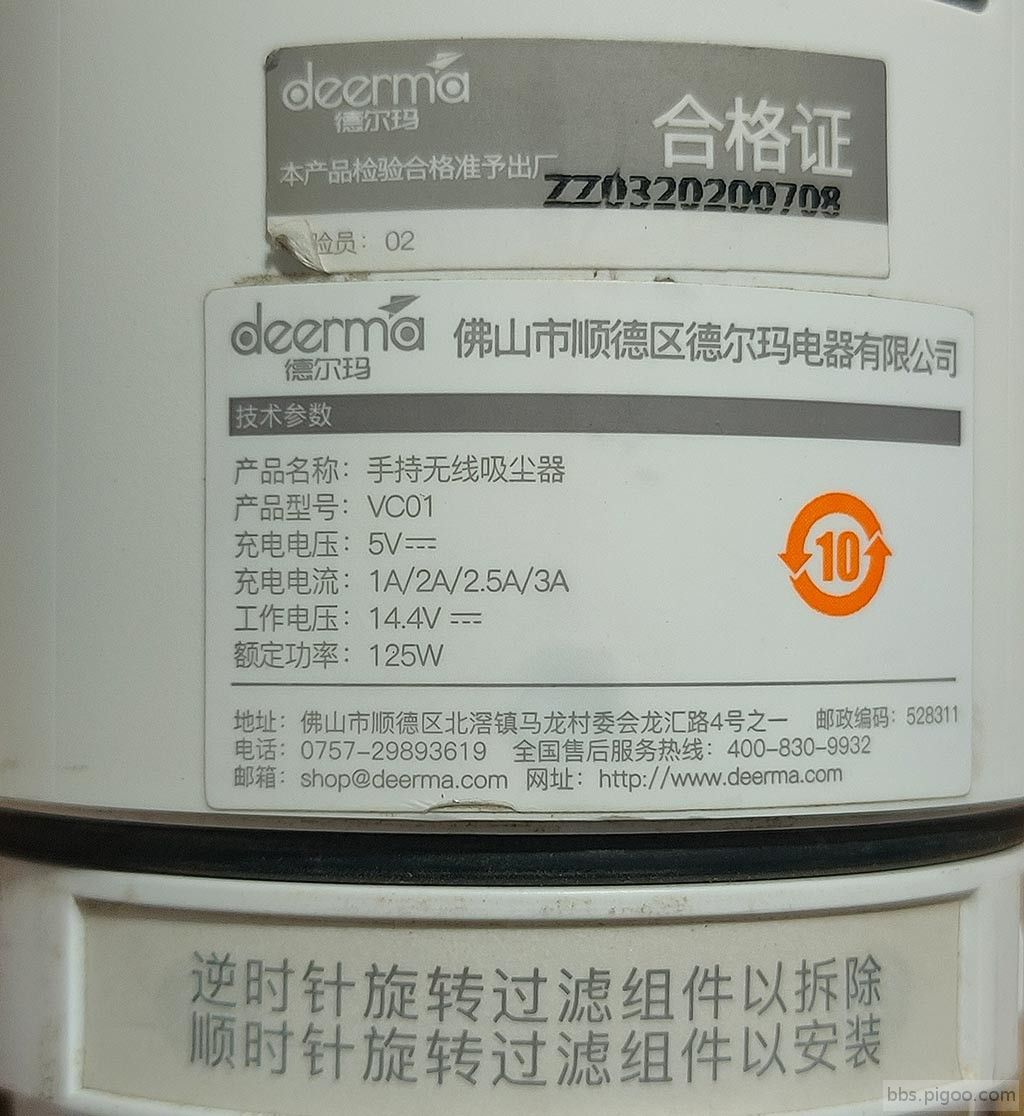 deerma
德尔玛
合格证
本产品检验合格准予出厂
ZZ0320200708
验员：02
deerma
德尔玛
佛山市顺德区德尔玛电器有限公司
技术参数
产品名称：手持无线吸尘器
产品型号：VC01
充电电压：5V⎓
充电电流：1A/2A/2.5A/3A
工作电压：14.4V⎓
额定功率：125W
10
地址：佛山市顺德区北滘镇马龙村委会龙汇路4号之一 邮政编码：528311
电话：0757-29893619 全国售后服务热线：400-830-9932
邮箱：shop@deerma.com 网址：http://www.deerma.com
逆时针旋转过滤组件以拆除
顺时针旋转过滤组件以安装
bbs.pigoo.com